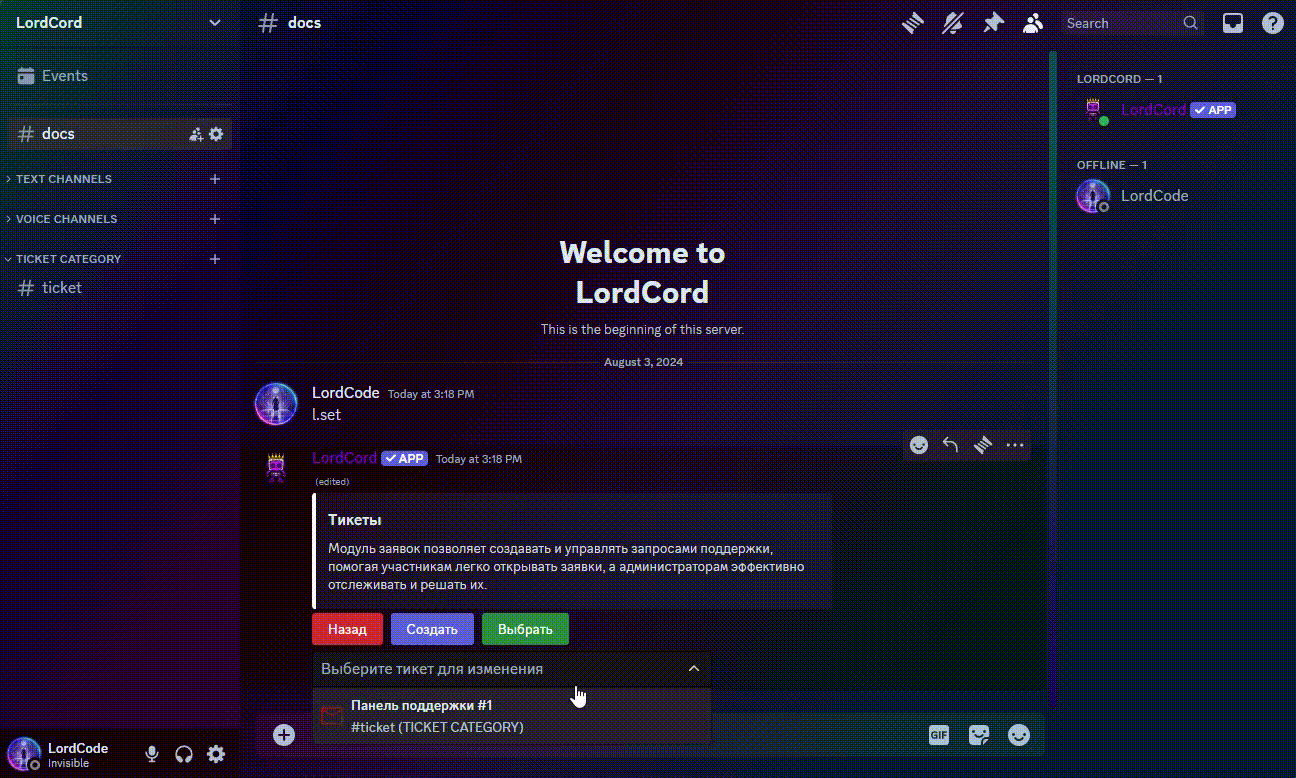 LordCord
# docs
Search
Events
# docs
TEXT CHANNELS
VOICE CHANNELS
TICKET CATEGORY
# ticket
LORDCORD — 1
LordCord ✓ APP
OFFLINE — 1
LordCode
Welcome to
LordCord
This is the beginning of this server.
August 3, 2024
LordCode Today at 3:18 PM
l.set
LordCord ✓ APP Today at 3:18 PM
(edited)
Тикеты
Модуль заявок позволяет создавать и управлять запросами поддержки,
помогая участникам легко открывать заявки, а администраторам эффективно
отслеживать и решать их.
Назад Создать Выбрать
Выберите тикет для изменения
Панель поддержки #1
#ticket (TICKET CATEGORY)
GIF
LordCode
Invisible